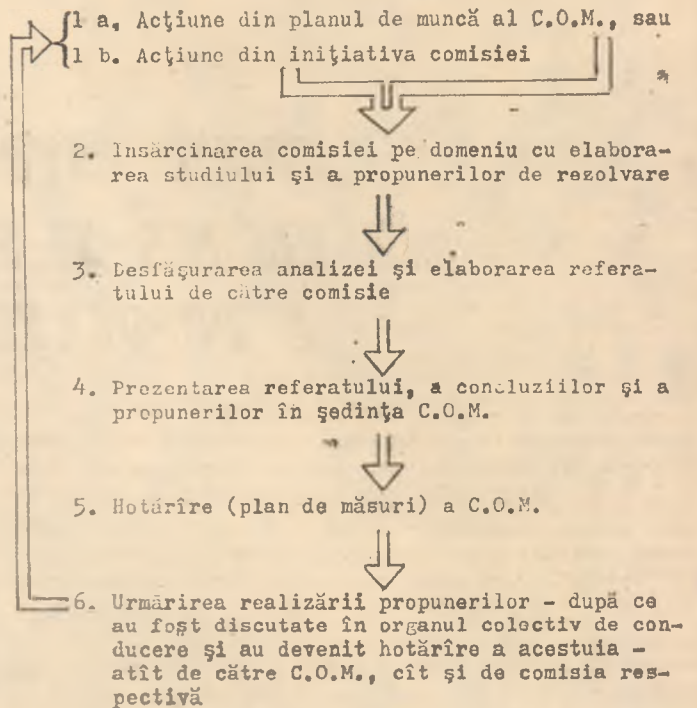 1 a. Acţiune din planul de muncă al C.O.M., sau
1 b. Acţiune din iniţiativa comisiei
2. Insărcinarea comisiei pe domeniu cu elabora-
rea studiului şi a propunerilor de rezolvare
3. Desfăşurarea analizei şi elaborarea refera-
tului de către comisie
4. Prezentarea referatului, a concluziilor şi a
propunerilor în şedinţa C.O.M.
5. Hotărîre (plan de măsuri) a C.O.M.
6. Urmărirea realizării propunerilor - după ce
au foşt discutate în organul colectiv de con-
ducere şi au devenit hotărîre a acestuia -
atît de către C.O.M., cît şi de comisia res-
pectivă